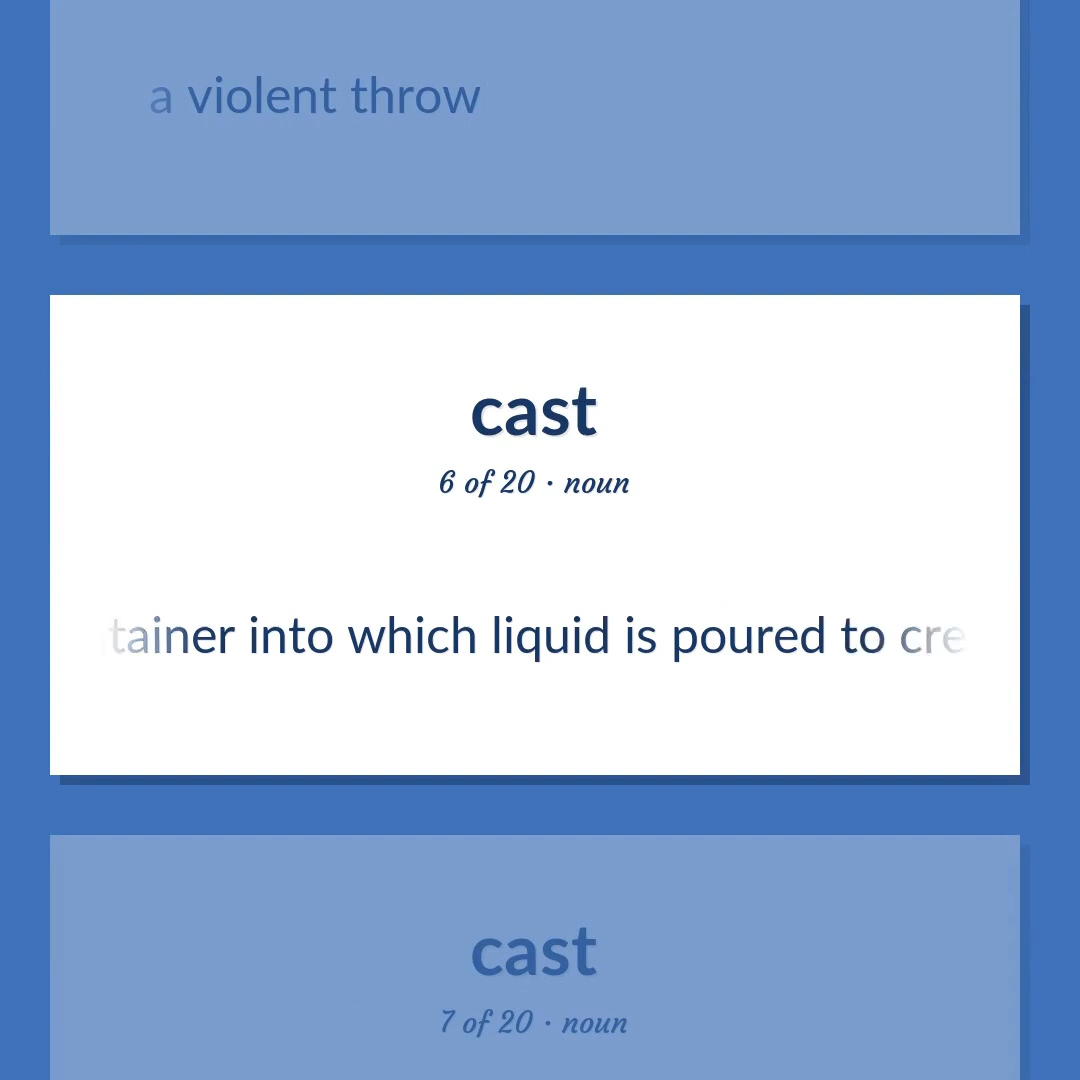 a violent throw
cast
6 of 20 · noun
tainer into which liquid is poured to cre
cast
7 of 20 · noun